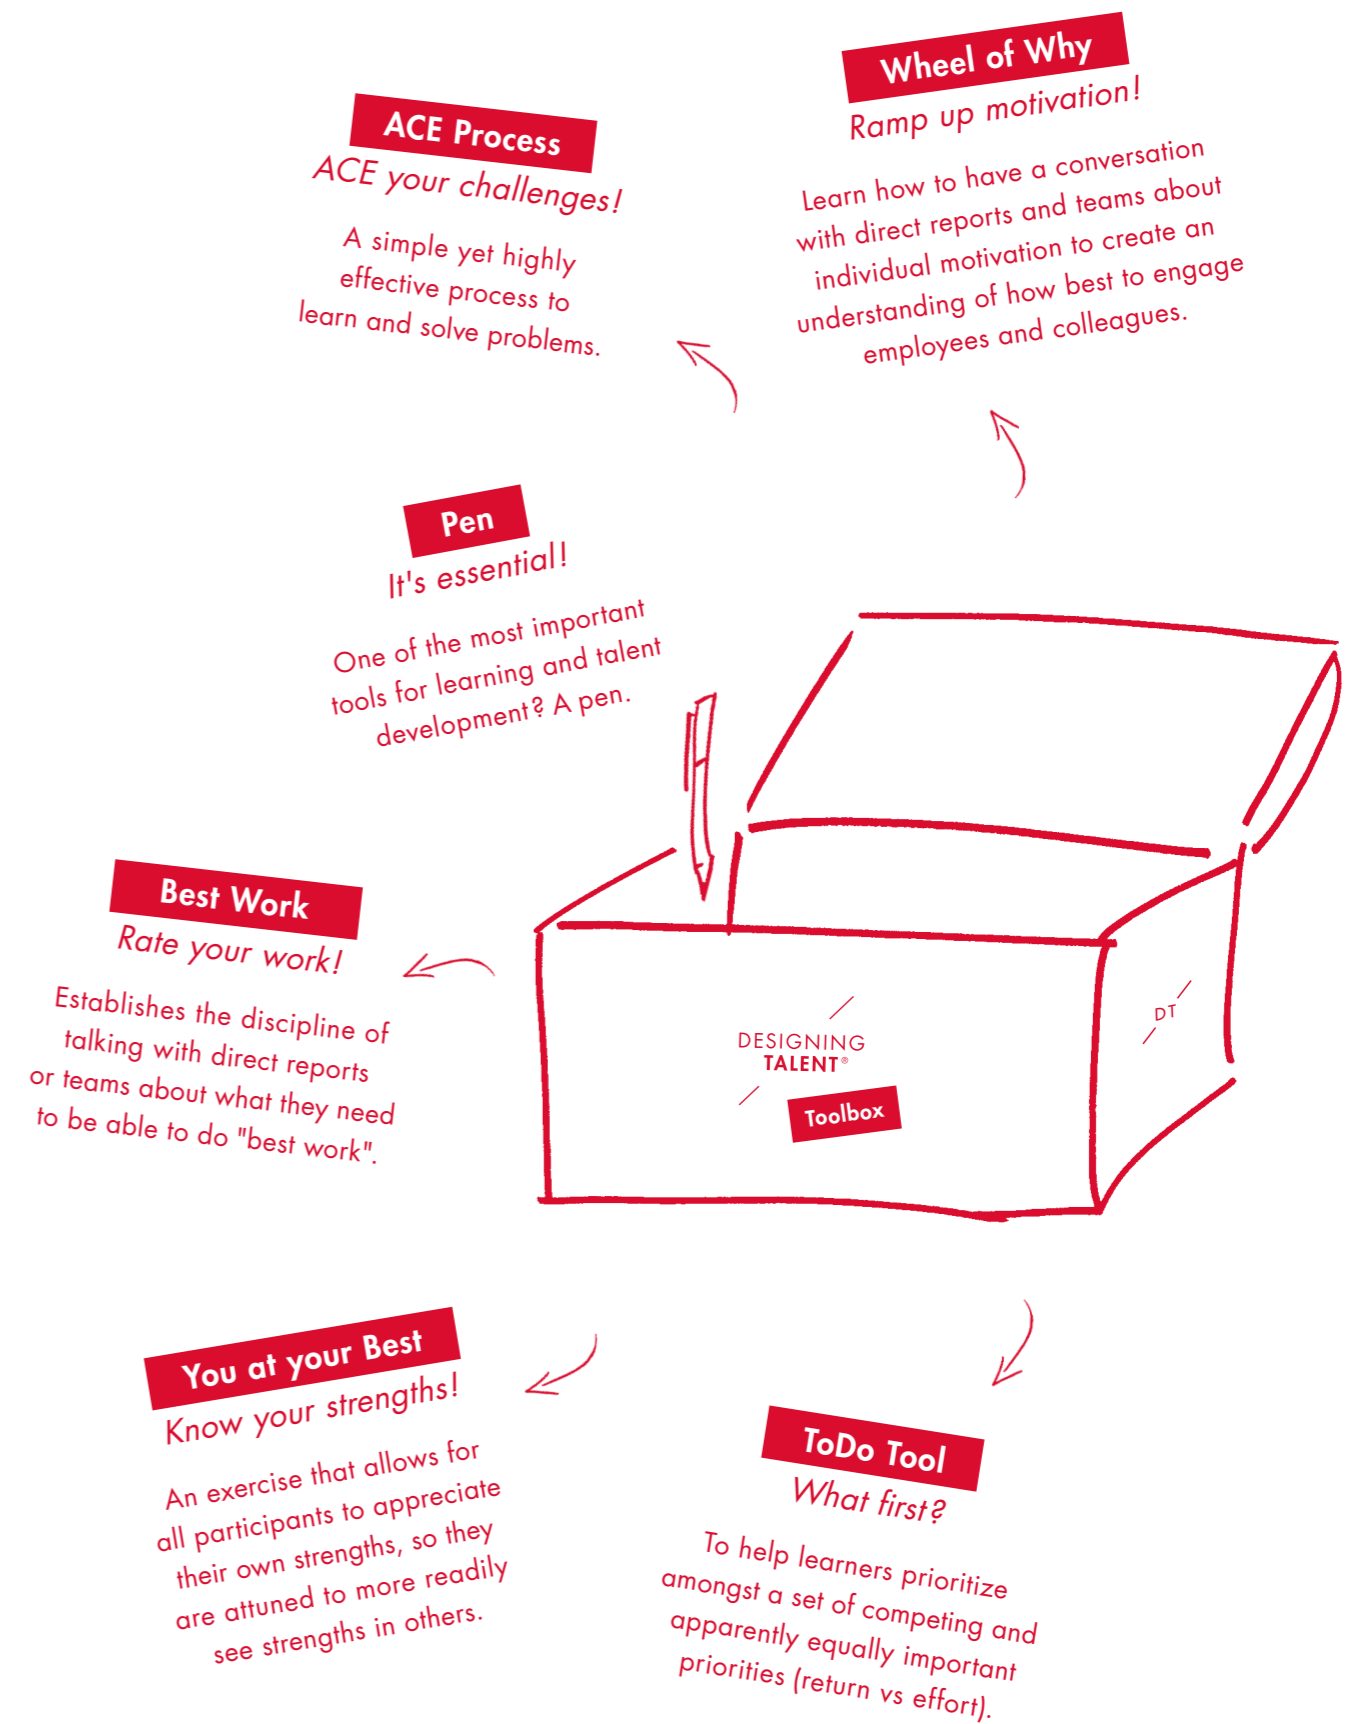 Wheel of Why
Ramp up motivation!
Learn how to have a conversation
with direct reports and teams about
individual motivation to create an
understanding of how best to engage
employees and colleagues.
ACE Process
ACE your challenges!
A simple yet highly
effective process to
learn and solve problems.
Pen
It's essential!
One of the most important
tools for learning and talent
development? A pen.
Best Work
Rate your work!
Establishes the discipline of
talking with direct reports
or teams about what they need
to be able to do "best work".
DESIGNING
TALENT®
Toolbox
DT
You at your Best
Know your strengths!
An exercise that allows for
all participants to appreciate
their own strengths, so they
are attuned to more readily
see strengths in others.
ToDo Tool
What first?
To help learners prioritize
amongst a set of competing and
apparently equally important
priorities (return vs effort).